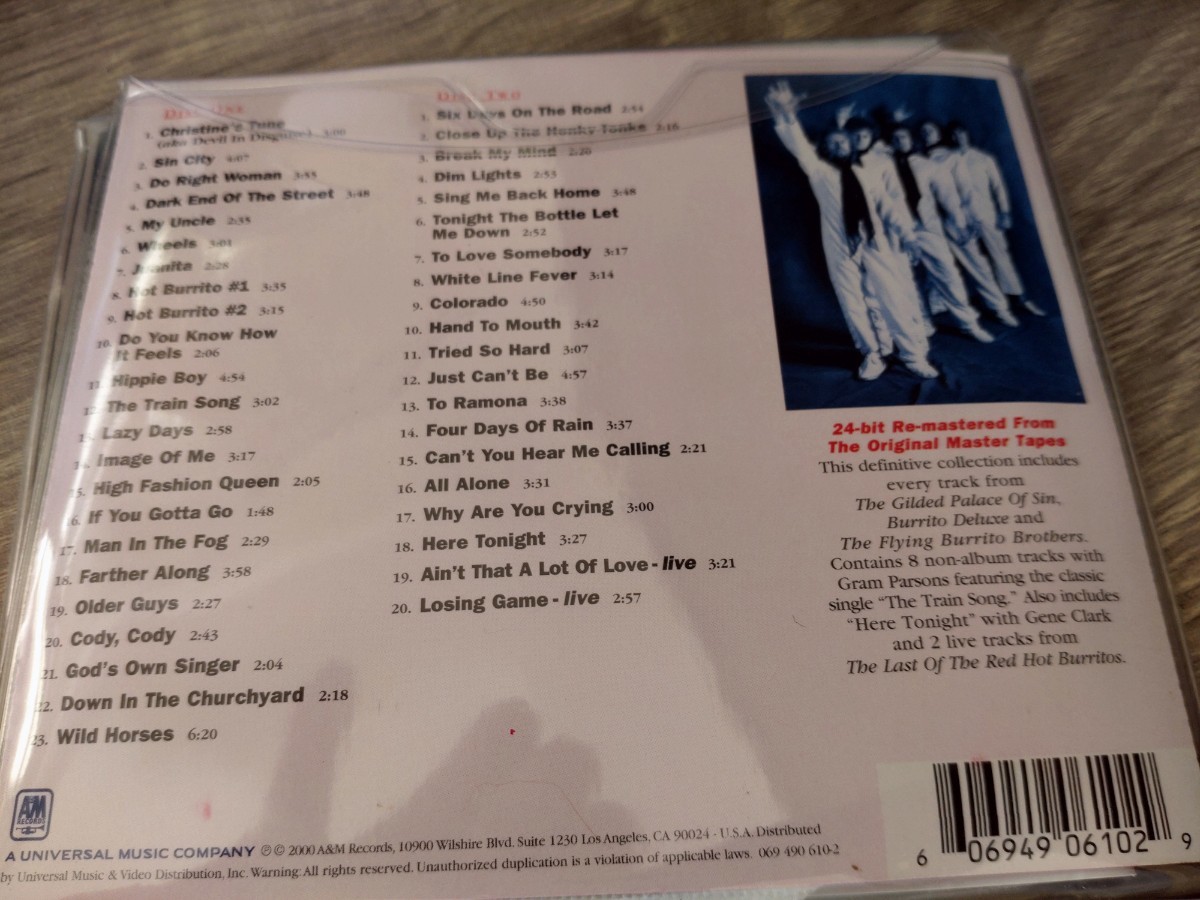 Disc One
1. Christine's Tune 3:00
(aka Devil In Disguise)
2. Sin City 4:07
3. Do Right Woman 3:55
4. Dark End Of The Street 3:48
5. My Uncle 2:35
6. Wheels 3:01
7. Juanita 2:28
8. Hot Burrito #1 3:35
9. Hot Burrito #2 3:15
10. Do You Know How
It Feels 2:06
11. Hippie Boy 4:54
12. The Train Song 3:02
13. Lazy Days 2:58
14. Image Of Me 3:17
15. High Fashion Queen 2:05
16. If You Gotta Go 1:48
17. Man In The Fog 2:29
18. Farther Along 3:58
19. Older Guys 2:27
20. Cody, Cody 2:43
21. God's Own Singer 2:04
22. Down In The Churchyard 2:18
23. Wild Horses 6:20
Disc Two
1. Six Days On The Road 2:54
2. Close Up The Honky Tonks 2:16
3. Break My Mind 2:20
4. Dim Lights 2:53
5. Sing Me Back Home 3:48
6. Tonight The Bottle Let
Me Down 2:52
7. To Love Somebody 3:17
8. White Line Fever 3:14
9. Colorado 4:50
10. Hand To Mouth 3:42
11. Tried So Hard 3:07
12. Just Can't Be 4:57
13. To Ramona 3:38
14. Four Days Of Rain 3:37
15. Can't You Hear Me Calling 2:21
16. All Alone 3:31
17. Why Are You Crying 3:00
18. Here Tonight 3:27
19. Ain't That A Lot Of Love - live 3:21
20. Losing Game - live 2:57
24-bit Re-mastered From
The Original Master Tapes
This definitive collection includes
every track from
The Gilded Palace Of Sin,
Burrito Deluxe and
The Flying Burrito Brothers.
Contains 8 non-album tracks with
Gram Parsons featuring the classic
single "The Train Song." Also includes
"Here Tonight" with Gene Clark
and 2 live tracks from
The Last Of The Red Hot Burritos.
A&M
RECORDS
A UNIVERSAL MUSIC COMPANY ℗© 2000 A&M Records, 10900 Wilshire Blvd. Suite 1230 Los Angeles, CA 90024 - U.S.A. Distributed
by Universal Music & Video Distribution, Inc. Warning: All rights reserved. Unauthorized duplication is a violation of applicable laws. 069 490 610-2
6 06949 06102 9